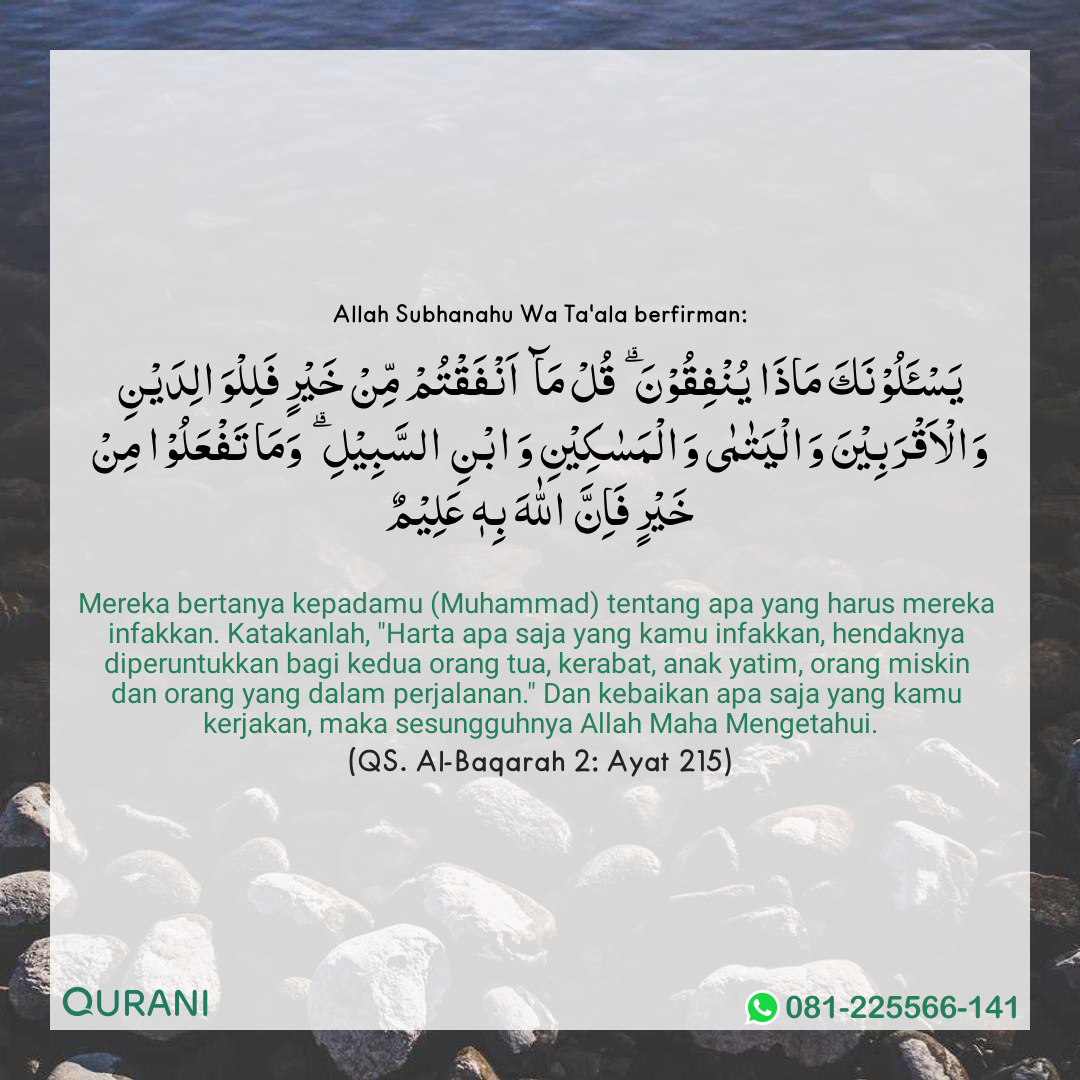 Allah Subhanahu Wa Ta'ala berfirman:
يَسْـَٔلُوْنَكَ مَاذَا يُنْفِقُوْنَ ۗ قُلْ مَآ اَنْفَقْتُمْ مِّنْ خَيْرٍ فَلِلْوَالِدَيْنِ
وَالْاَقْرَبِيْنَ وَالْيَتٰمٰى وَالْمَسٰكِيْنِ وَابْنِ السَّبِيْلِ ۗ وَمَا تَفْعَلُوْا مِنْ
خَيْرٍ فَاِنَّ اللّٰهَ بِهٖ عَلِيْمٌ
Mereka bertanya kepadamu (Muhammad) tentang apa yang harus mereka
infakkan. Katakanlah, "Harta apa saja yang kamu infakkan, hendaknya
diperuntukkan bagi kedua orang tua, kerabat, anak yatim, orang miskin
dan orang yang dalam perjalanan." Dan kebaikan apa saja yang kamu
kerjakan, maka sesungguhnya Allah Maha Mengetahui.
(QS. Al-Baqarah 2: Ayat 215)
QURANI
081-225566-141